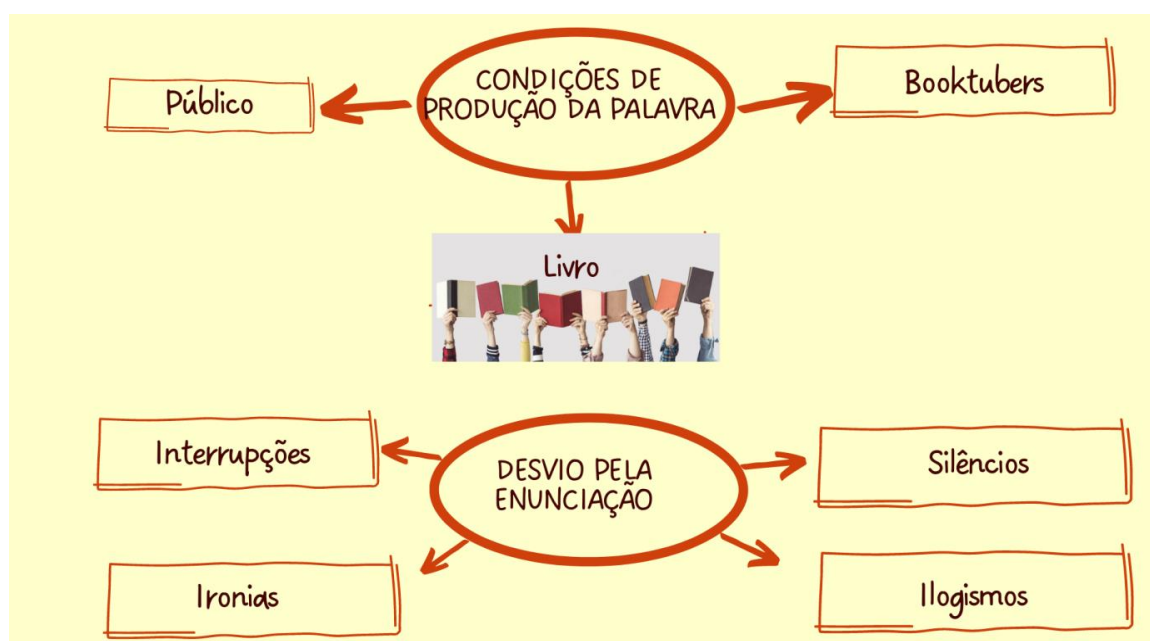 CONDIÇÕES DE
PRODUÇÃO DA PALAVRA
Público
Booktubers
Livro
DESVIO PELA
ENUNCIAÇÃO
Interrupções
Silêncios
Ironias
Ilogismos